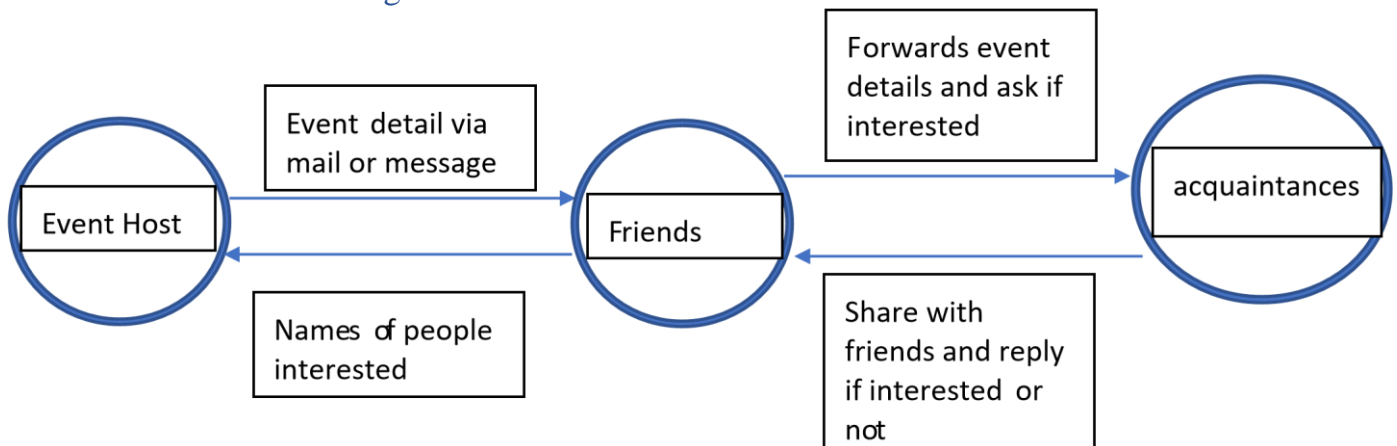 Event detail via
mail or message
Forwards event
details and ask if
interested
Event Host
Friends
acquaintances
Names of people
interested
Share with
friends and reply
if interested or
not